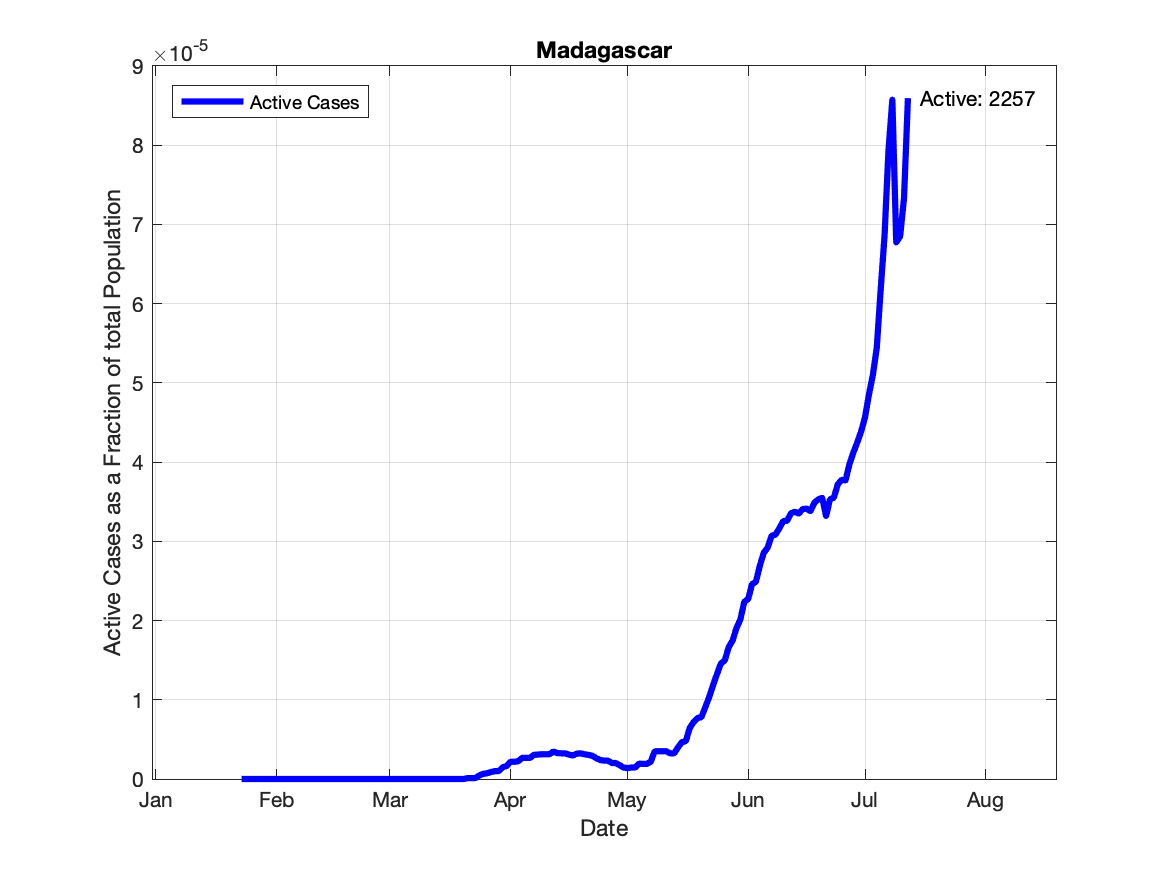 Madagascar
×10-5
Active Cases
Active: 2257
Active Cases as a Fraction of total Population
9
8
7
6
5
4
3
2
1
0
Jan Feb Mar Apr May Jun Jul Aug
Date